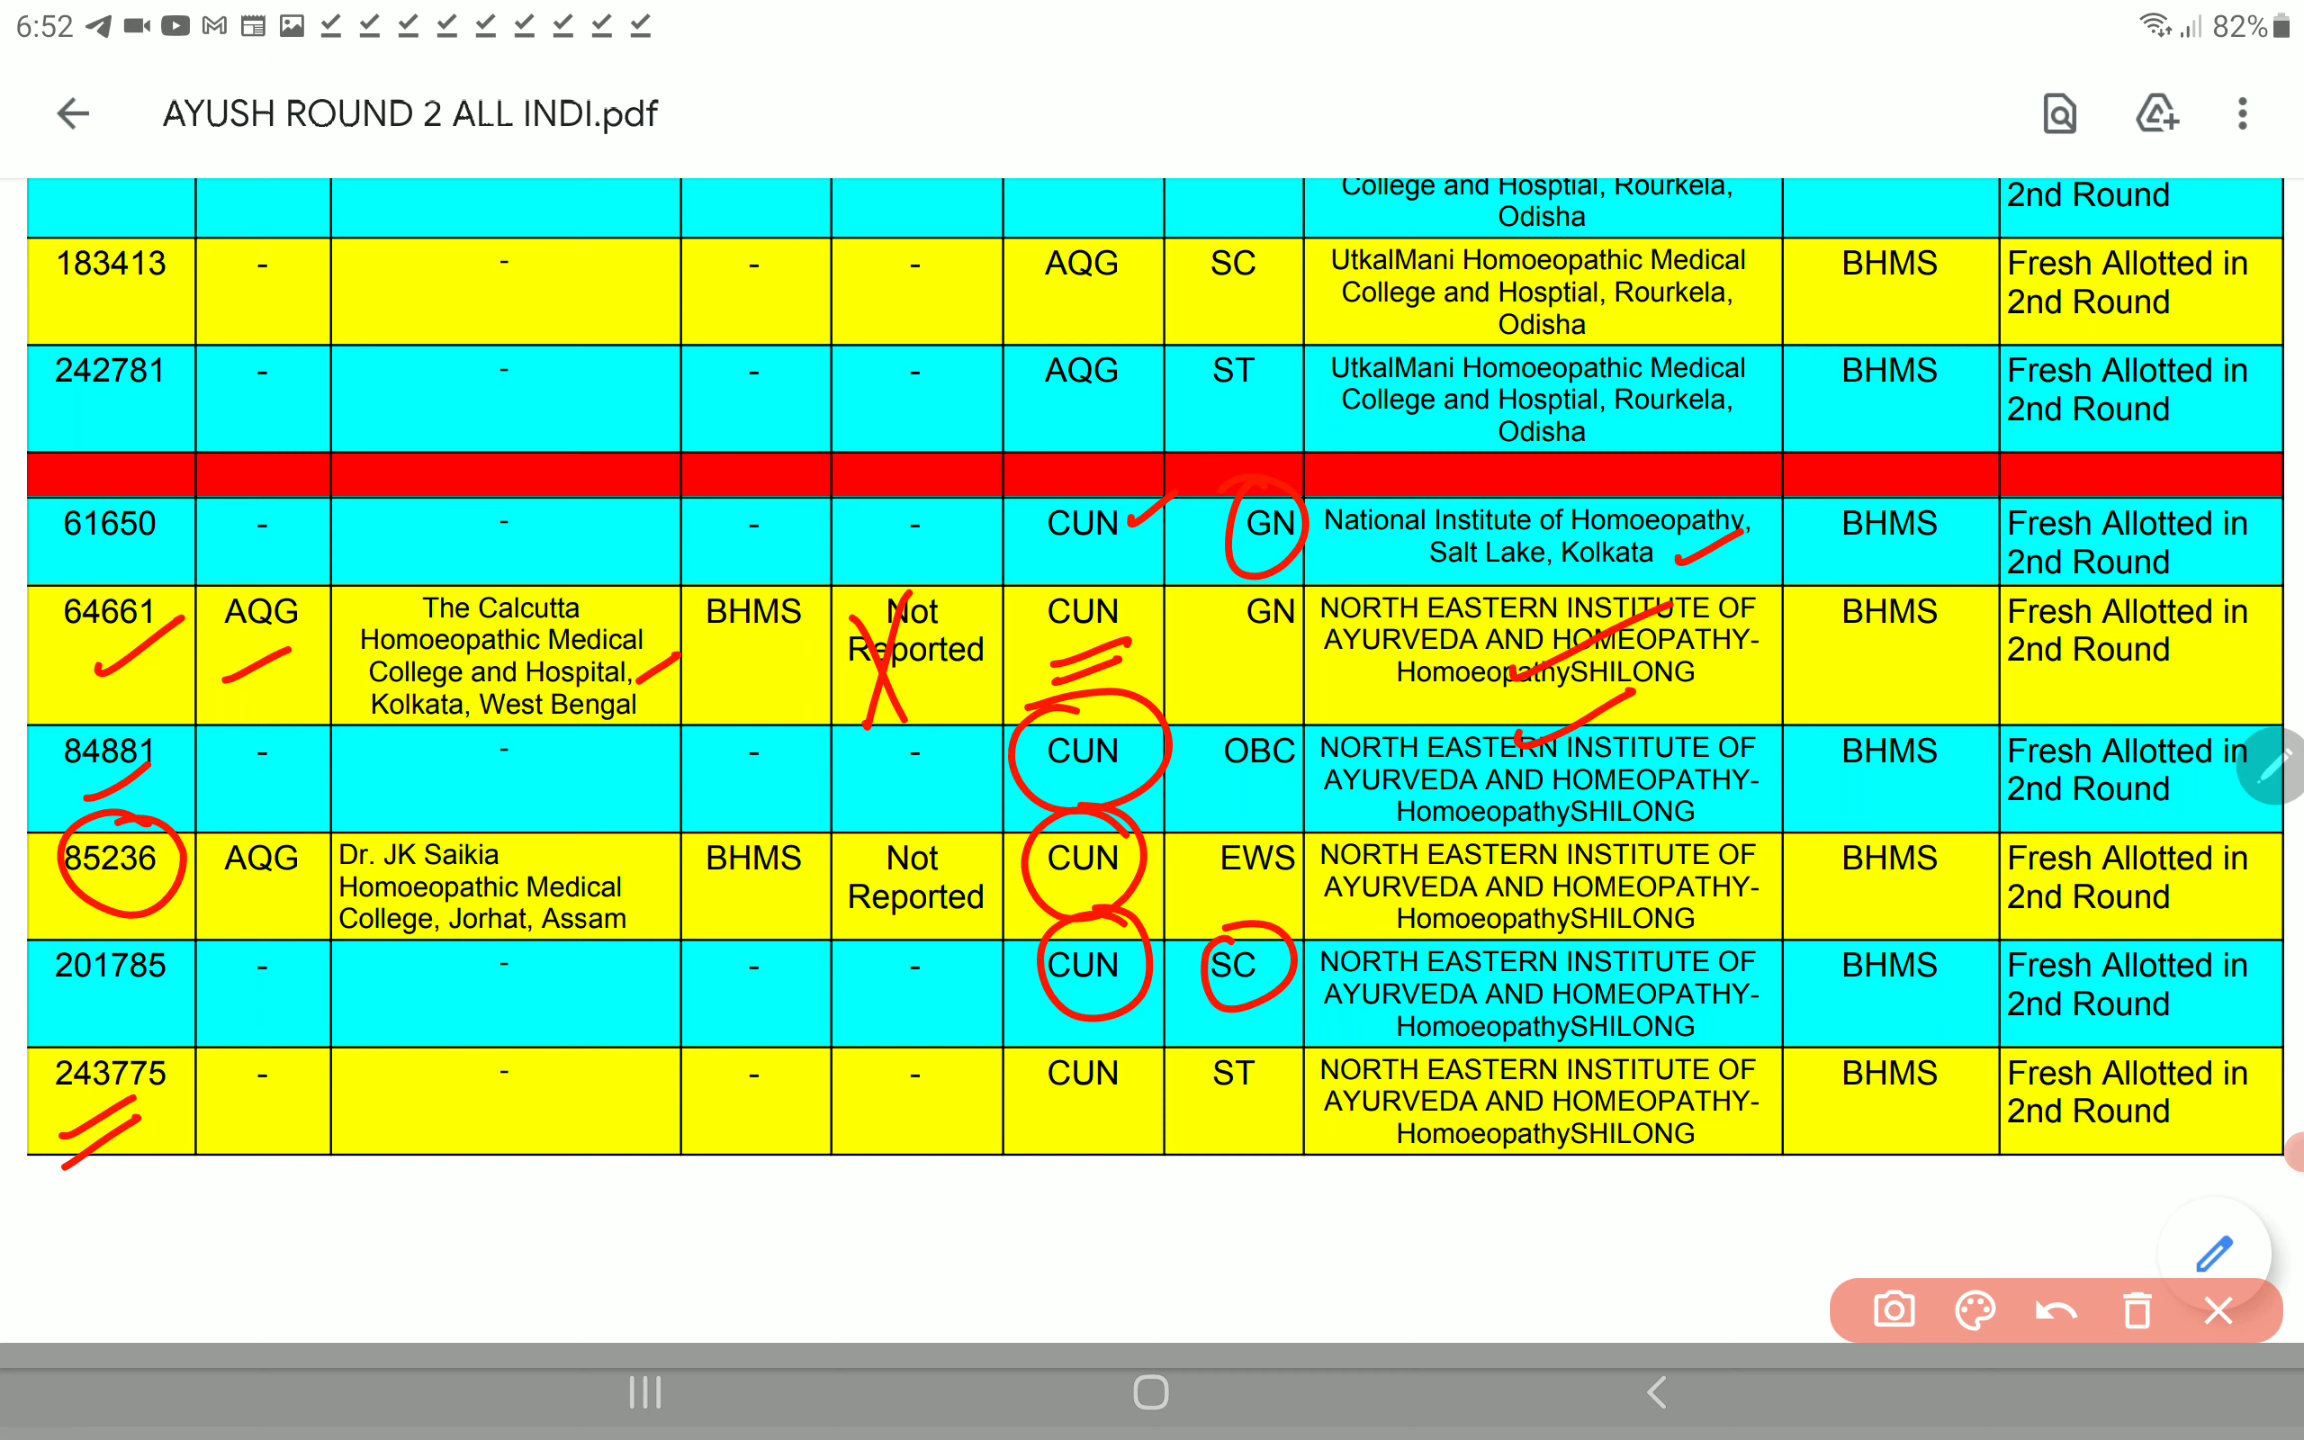 6:52
82%
AYUSH ROUND 2 ALL INDI.pdf
College and Hosptial, Rourkela,
Odisha
2nd Round
183413 - - - - AQG SC UtkalMani Homoeopathic Medical College and Hosptial, Rourkela, Odisha BHMS Fresh Allotted in 2nd Round
242781 - - - - AQG ST UtkalMani Homoeopathic Medical College and Hosptial, Rourkela, Odisha BHMS Fresh Allotted in 2nd Round
61650 - - - - CUN GN National Institute of Homoeopathy, Salt Lake, Kolkata BHMS Fresh Allotted in 2nd Round
64661 AQG The Calcutta Homoeopathic Medical College and Hospital, Kolkata, West Bengal BHMS Not Reported CUN GN NORTH EASTERN INSTITUTE OF AYURVEDA AND HOMEOPATHY-HomoeopathySHILONG BHMS Fresh Allotted in 2nd Round
84881 - - - - CUN OBC NORTH EASTERN INSTITUTE OF AYURVEDA AND HOMEOPATHY-HomoeopathySHILONG BHMS Fresh Allotted in 2nd Round
85236 AQG Dr. JK Saikia Homoeopathic Medical College, Jorhat, Assam BHMS Not Reported CUN EWS NORTH EASTERN INSTITUTE OF AYURVEDA AND HOMEOPATHY-HomoeopathySHILONG BHMS Fresh Allotted in 2nd Round
201785 - - - - CUN SC NORTH EASTERN INSTITUTE OF AYURVEDA AND HOMEOPATHY-HomoeopathySHILONG BHMS Fresh Allotted in 2nd Round
243775 - - - - CUN ST NORTH EASTERN INSTITUTE OF AYURVEDA AND HOMEOPATHY-HomoeopathySHILONG BHMS Fresh Allotted in 2nd Round